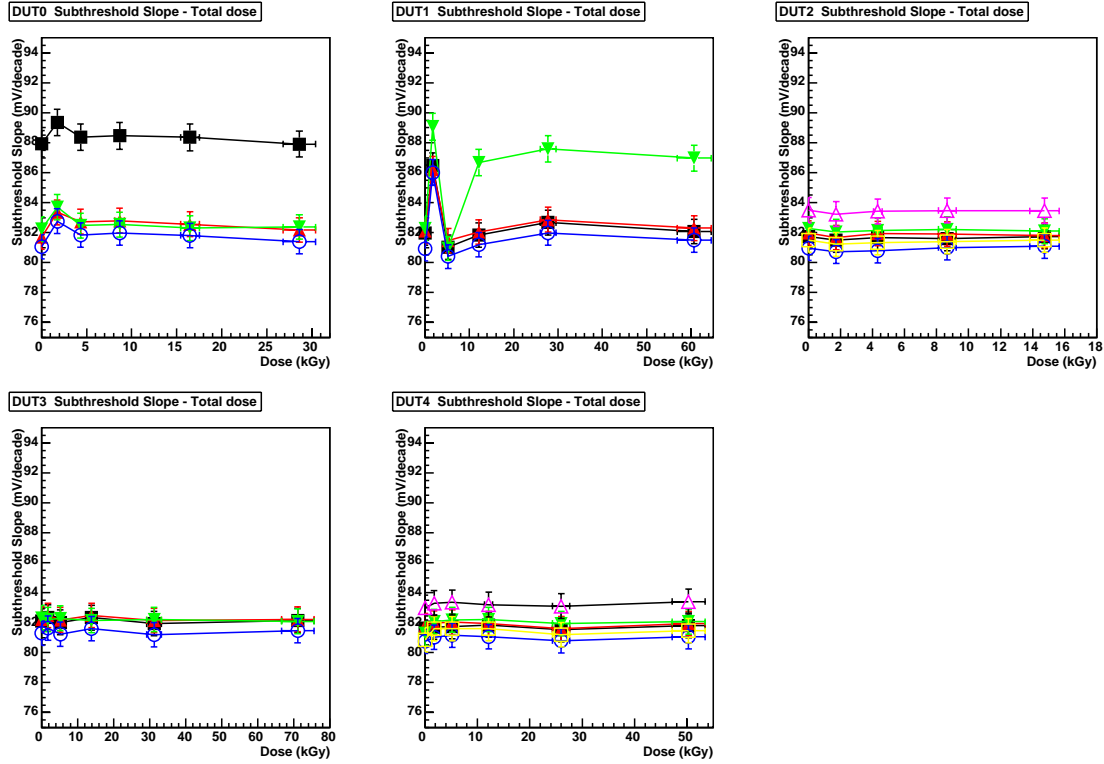 DUT0 Subthreshold Slope - Total dose
Subthreshold Slope (mV/decade)
94
92
90
88
86
84
82
80
78
76
0 5 10 15 20 25 30
Dose (kGy)
DUT1 Subthreshold Slope - Total dose
Subthreshold Slope (mV/decade)
94
92
90
88
86
84
82
80
78
76
0 10 20 30 40 50 60
Dose (kGy)
DUT2 Subthreshold Slope - Total dose
Subthreshold Slope (mV/decade)
94
92
90
88
86
84
82
80
78
76
0 2 4 6 8 10 12 14 16 18
Dose (kGy)
DUT3 Subthreshold Slope - Total dose
Subthreshold Slope (mV/decade)
94
92
90
88
86
84
82
80
78
76
0 10 20 30 40 50 60 70 80
Dose (kGy)
DUT4 Subthreshold Slope - Total dose
Subthreshold Slope (mV/decade)
94
92
90
88
86
84
82
80
78
76
0 10 20 30 40 50
Dose (kGy)